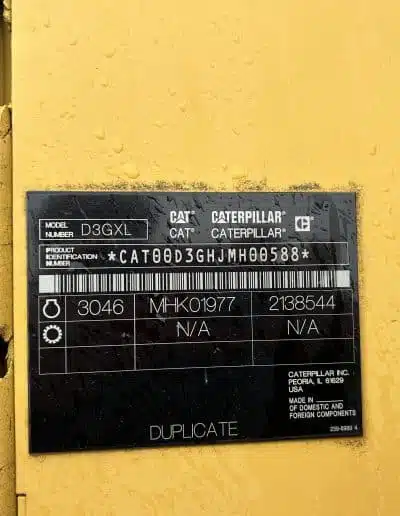 MODEL NUMBER D3GXL CAT® CATERPILLAR®
CAT® CATERPILLAR®
PRODUCT IDENTIFICATION NUMBER *CAT00D3GHJMH00588*
3046 MHK01977 2138544
N/A N/A
CATERPILLAR INC.
PEORIA, IL 61629
USA
MADE IN
OF DOMESTIC AND
FOREIGN COMPONENTS
DUPLICATE